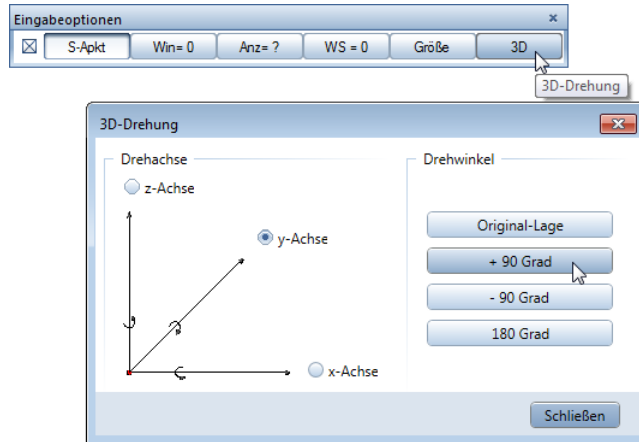 Eingabeoptionen
S-Apkt Win= 0 Anz= ? WS = 0 Größe 3D
3D-Drehung
3D-Drehung
Drehachse Drehwinkel
z-Achse
Original-Lage
y-Achse
+ 90 Grad
- 90 Grad
180 Grad
x-Achse
Schließen